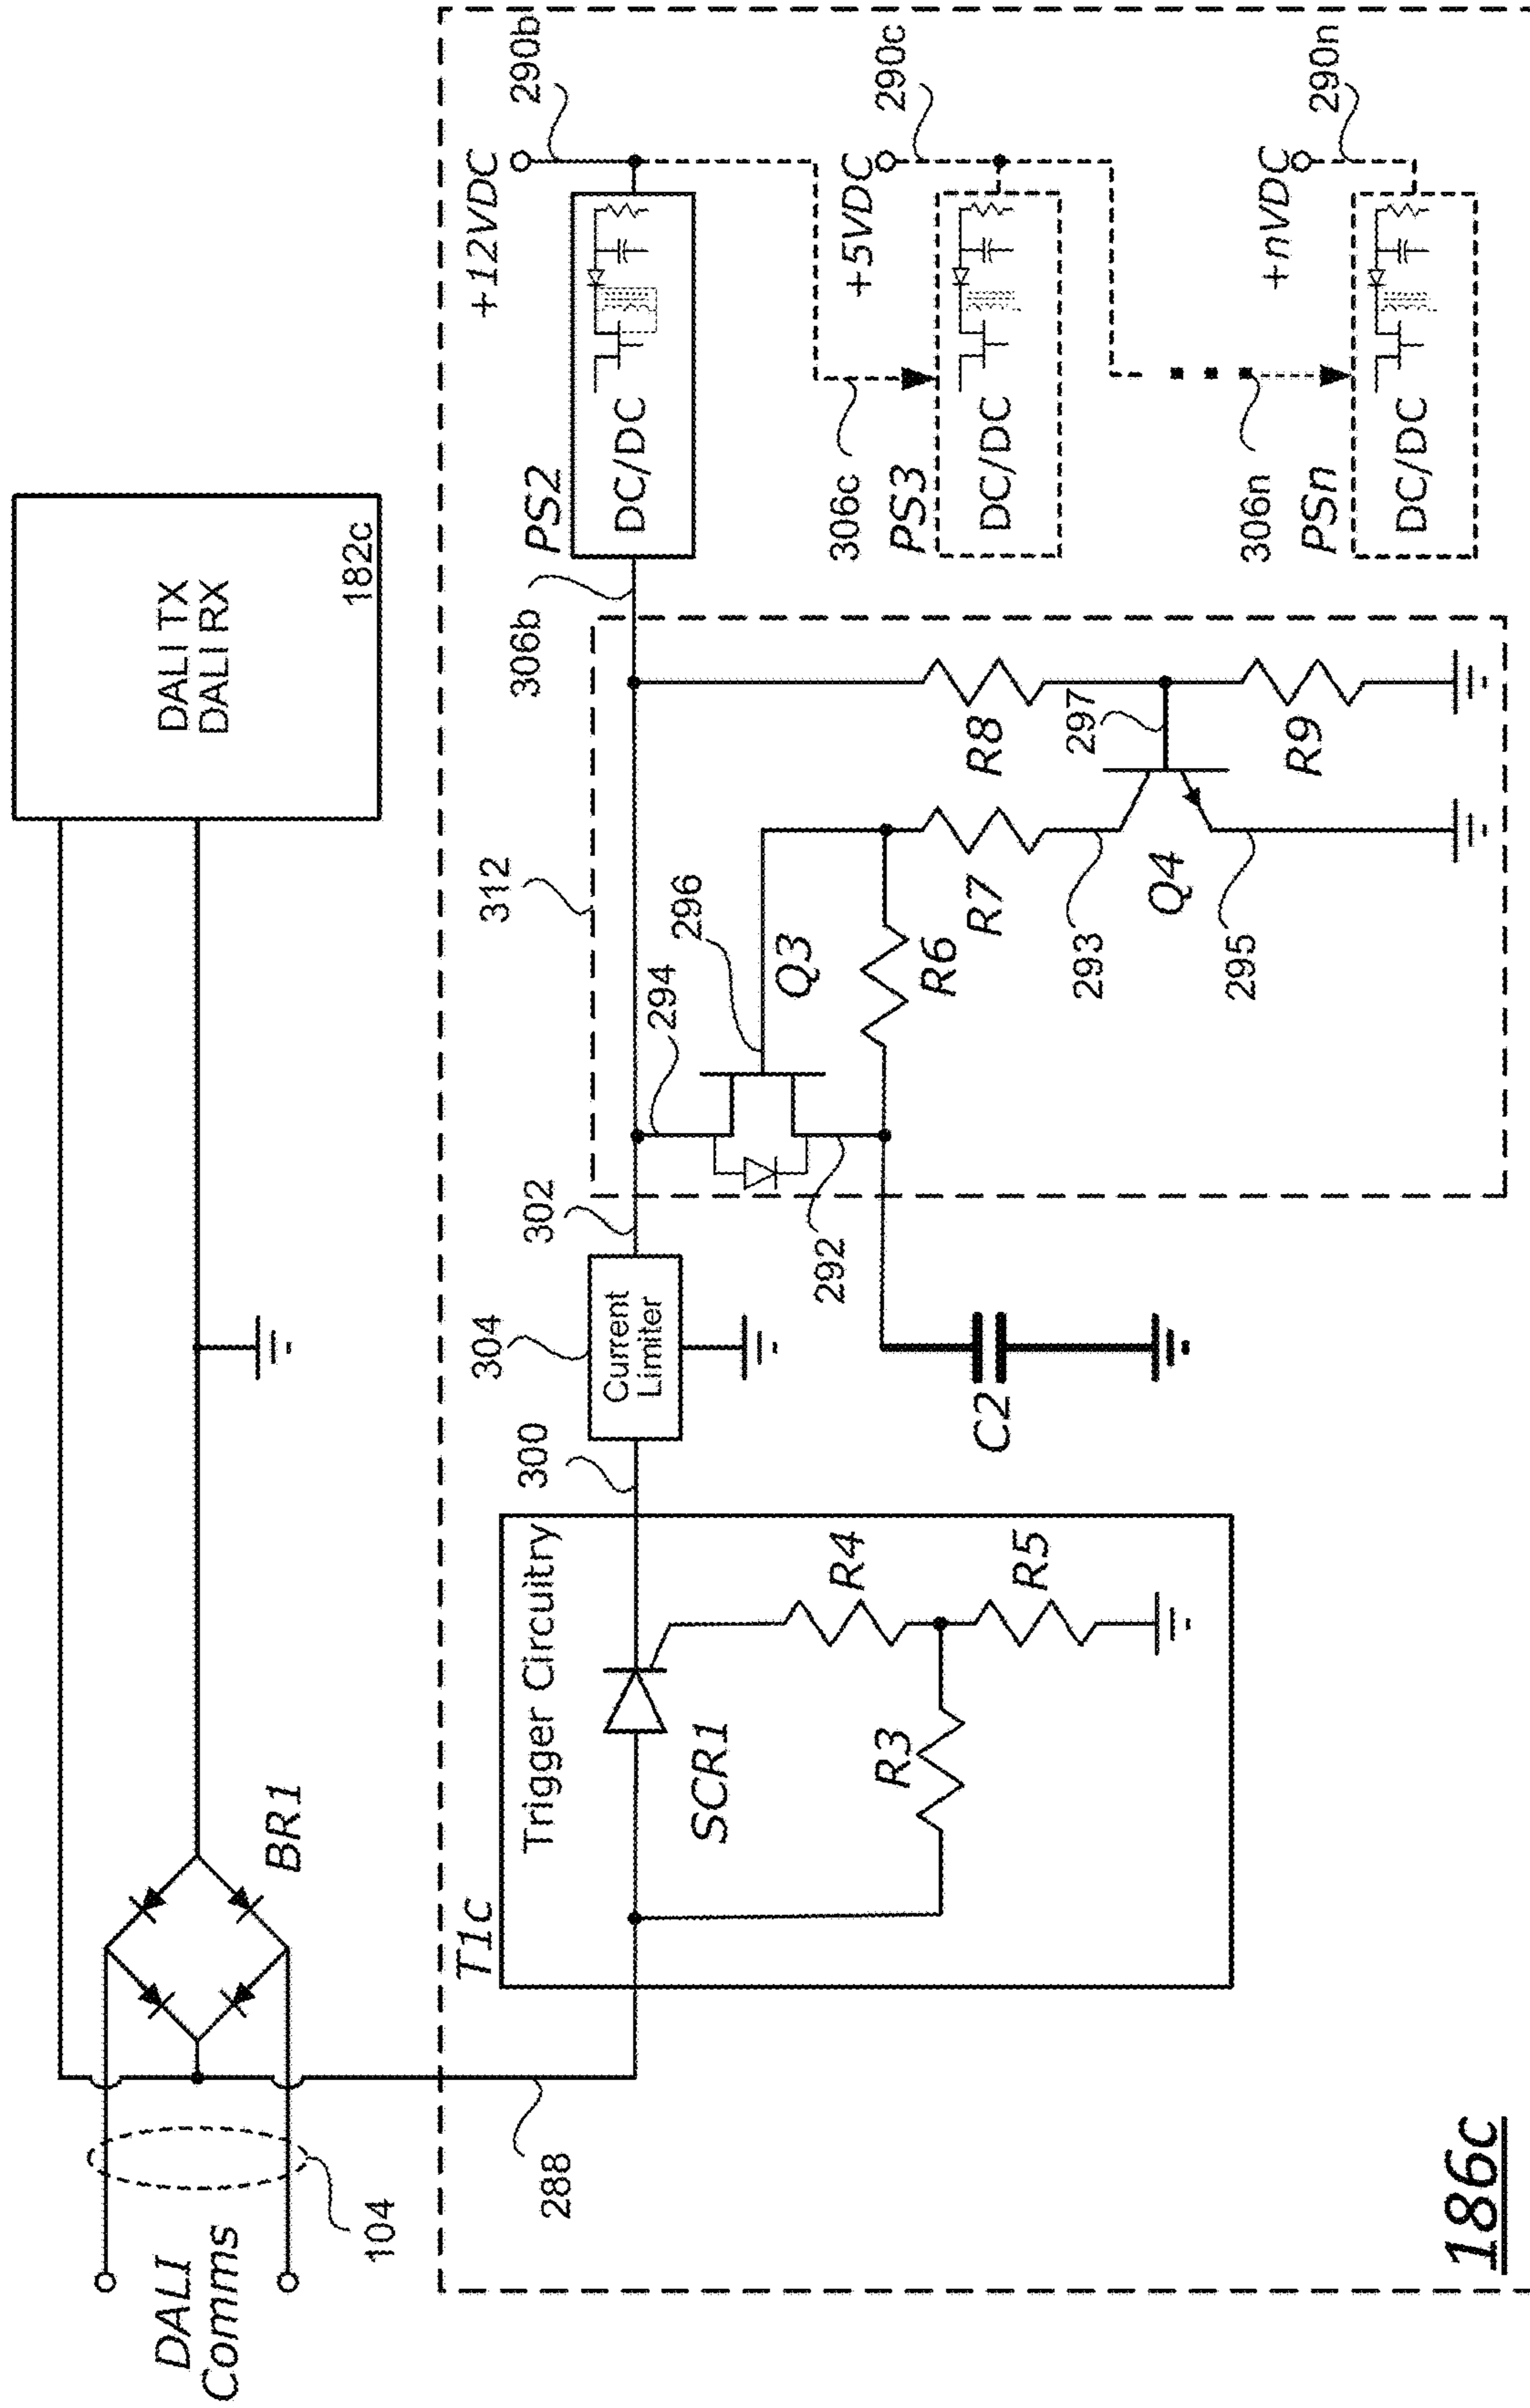 DALI
Comms
104
BR1
DALI TX
DALI RX
182c
288
T1c
Trigger Circuitry
SCR1
R3
R4
R5
300
304
Current
Limiter
302
C2
312
294
292
296
Q3
R6
R7
293
Q4
295
R8
297
R9
306b
PS2
DC/DC
+12VDC
290b
306c
PS3
DC/DC
+5VDC
290c
306n
PSn
DC/DC
+nVDC
290n
186c